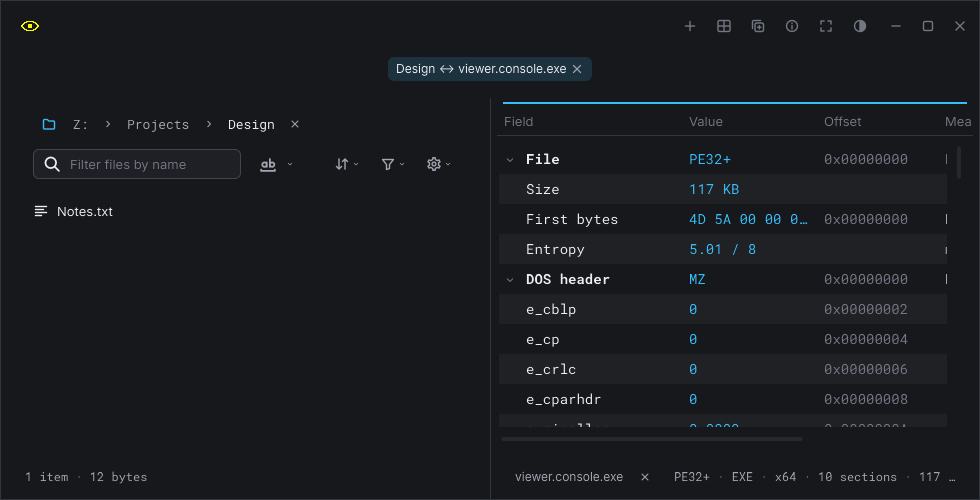 Design ↔ viewer.console.exe ×
Z: › Projects › Design ×
Filter files by name
ab
Notes.txt
1 item · 12 bytes
Field Value Offset Mea
File PE32+ 0x00000000
Size 117 KB
First bytes 4D 5A 00 00 0… 0x00000000
Entropy 5.01 / 8
DOS header MZ 0x00000000
e_cblp 0 0x00000002
e_cp 0 0x00000004
e_crlc 0 0x00000006
e_cparhdr 0 0x00000008
viewer.console.exe × PE32+ · EXE · x64 · 10 sections · 117 …